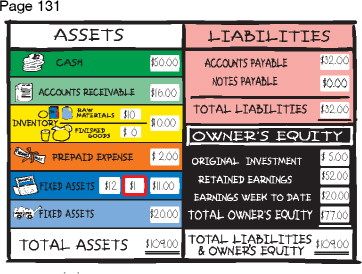 Page 131
ASSETS
CASH $50.00
ACCOUNTS RECEIVABLE $16.00
INVENTORY RAW MATERIALS $10 FINISHED GOODS $0 $10.00
PREPAID EXPENSE $ 2.00
FIXED ASSETS $12 $1 $11.00
FIXED ASSETS $20.00
TOTAL ASSETS $109.00
LIABILITIES
ACCOUNTS PAYABLE $32.00
NOTES PAYABLE $0.00
TOTAL LIABILITIES $32.00
OWNER'S EQUITY
ORIGINAL INVESTMENT $ 5.00
RETAINED EARNINGS $52.00
EARNINGS WEEK TO DATE $20.00
TOTAL OWNER'S EQUITY $77.00
TOTAL LIABILITIES
& OWNER'S EQUITY $109.00